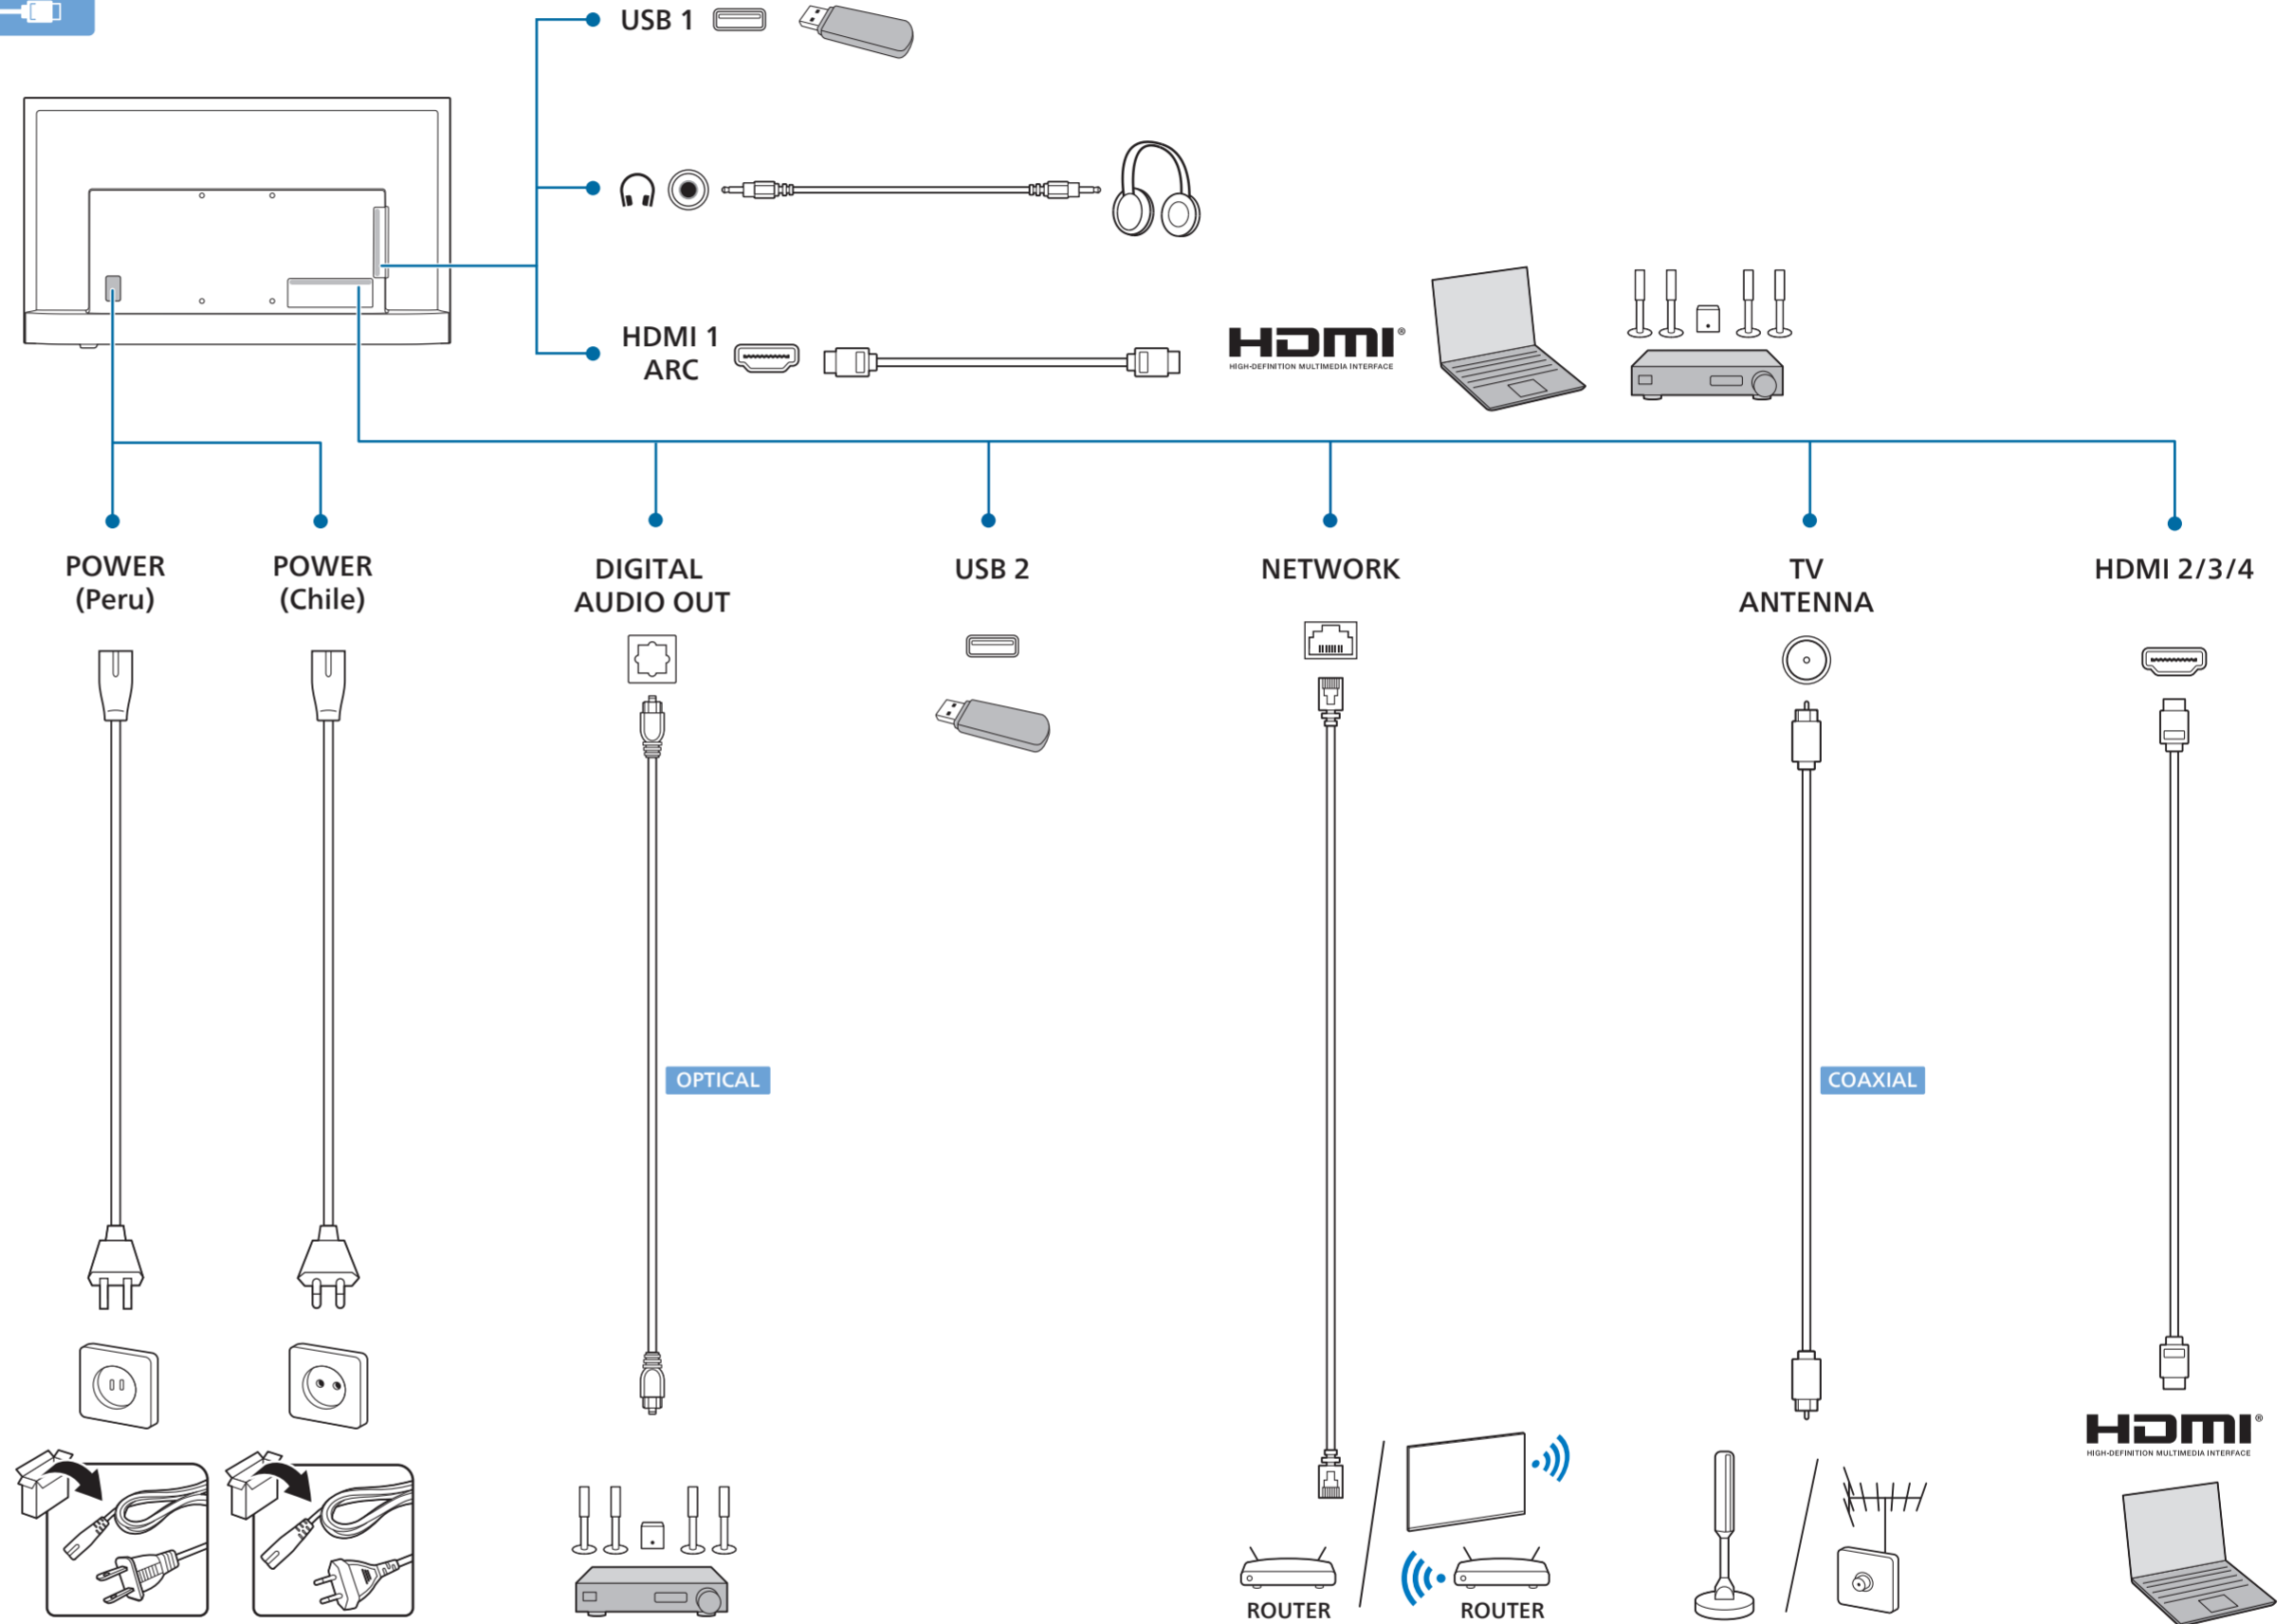 USB 1
HDMI 1
ARC
HDMI®
HIGH-DEFINITION MULTIMEDIA INTERFACE
POWER
(Peru)
POWER
(Chile)
DIGITAL
AUDIO OUT
USB 2
NETWORK
TV
ANTENNA
HDMI 2/3/4
OPTICAL
COAXIAL
HDMI®
HIGH-DEFINITION MULTIMEDIA INTERFACE
ROUTER
ROUTER